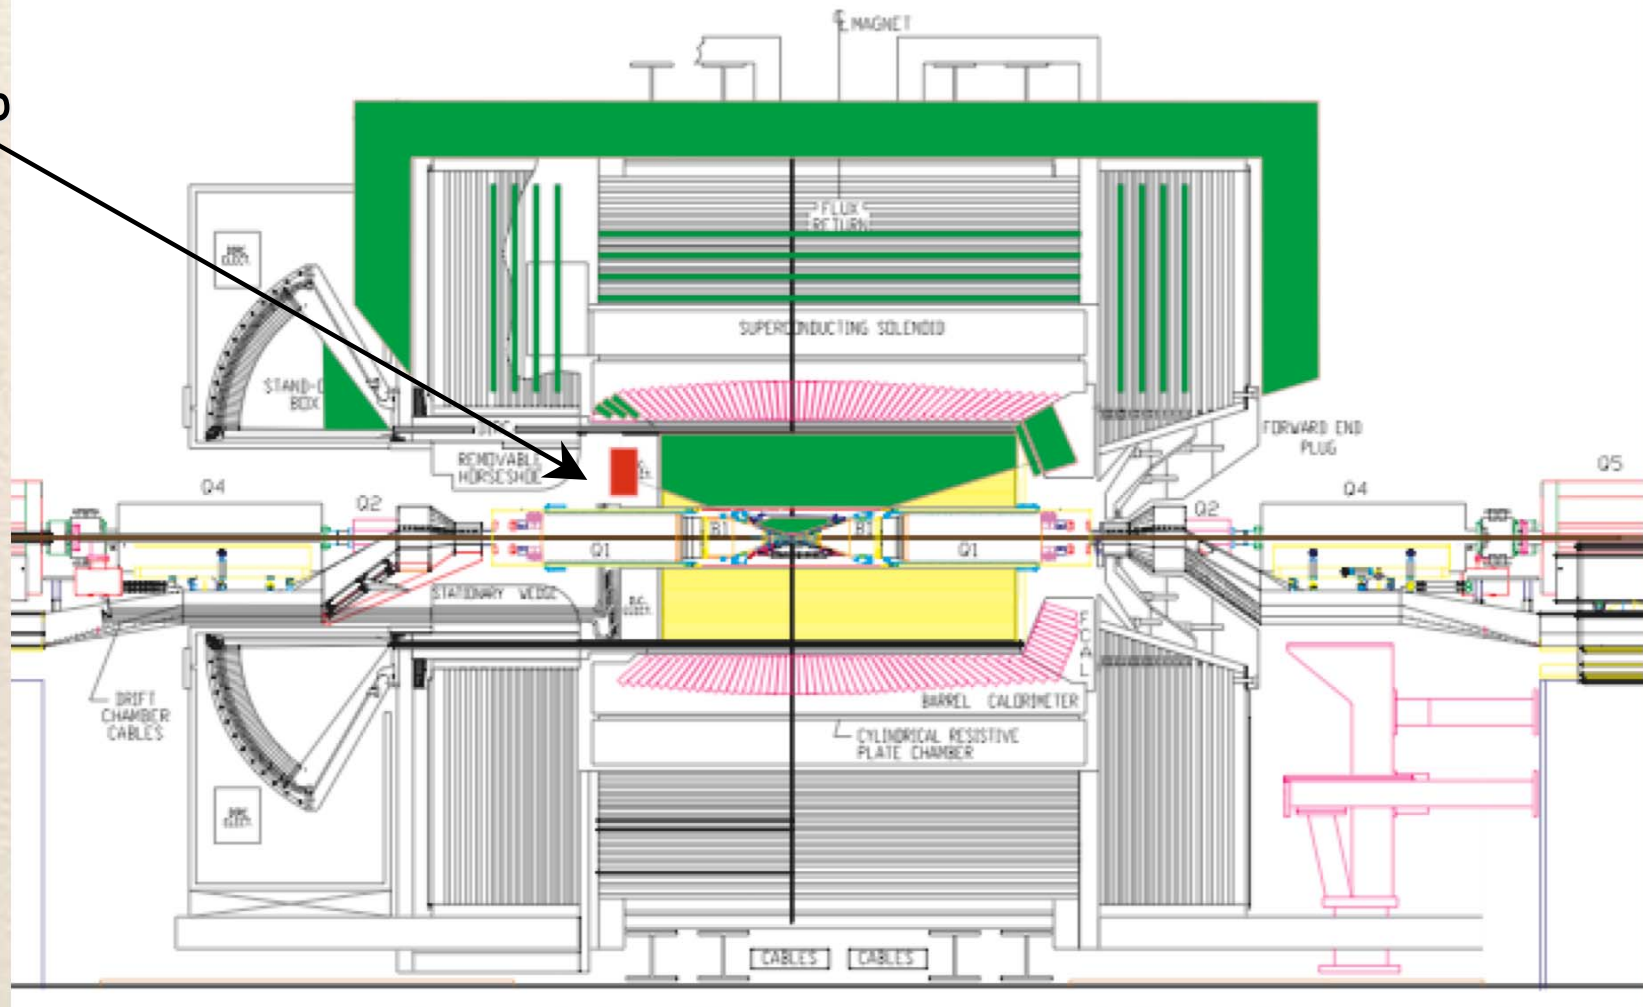 MAGNET
FLUX
RETURN
SUPERCONDUCTING SOLENOID
STAND-O
BOX
REMOVABLE
HORSESHOE
FORWARD END
PLUG
Q4
Q2
Q2
Q4
Q5
B1
B1
Q1
Q1
STATIONARY WEDGE
FCAL
DRIFT
CHAMBER
CABLES
BARREL CALORIMETER
CYLINDRICAL RESISTIVE
PLATE CHAMBER
CABLES
CABLES